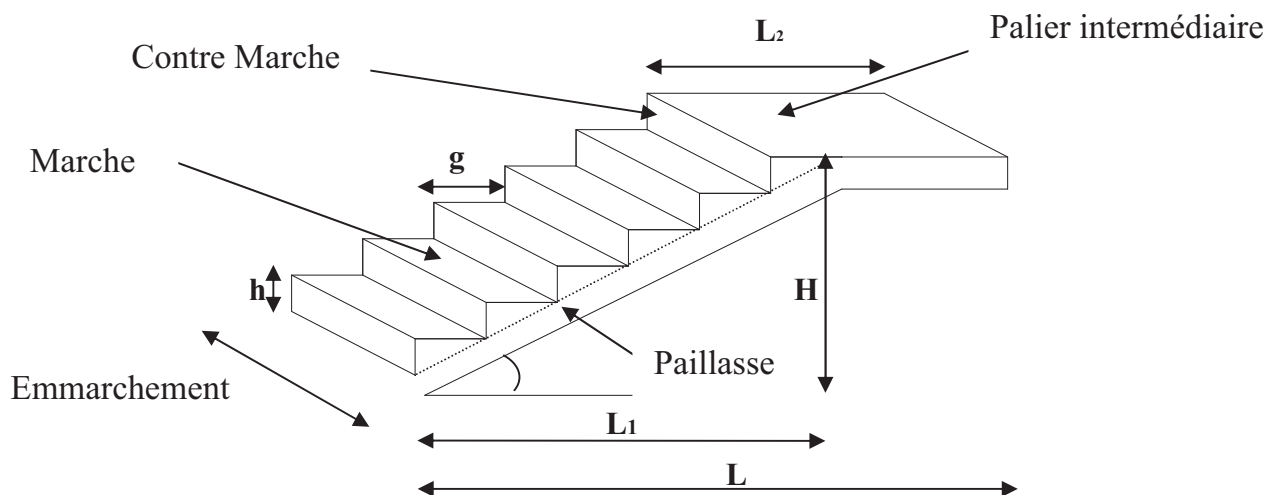 L₂
Palier intermédiaire
Contre Marche
Marche
g
h
H
Paillasse
Emmarchement
L₁
L